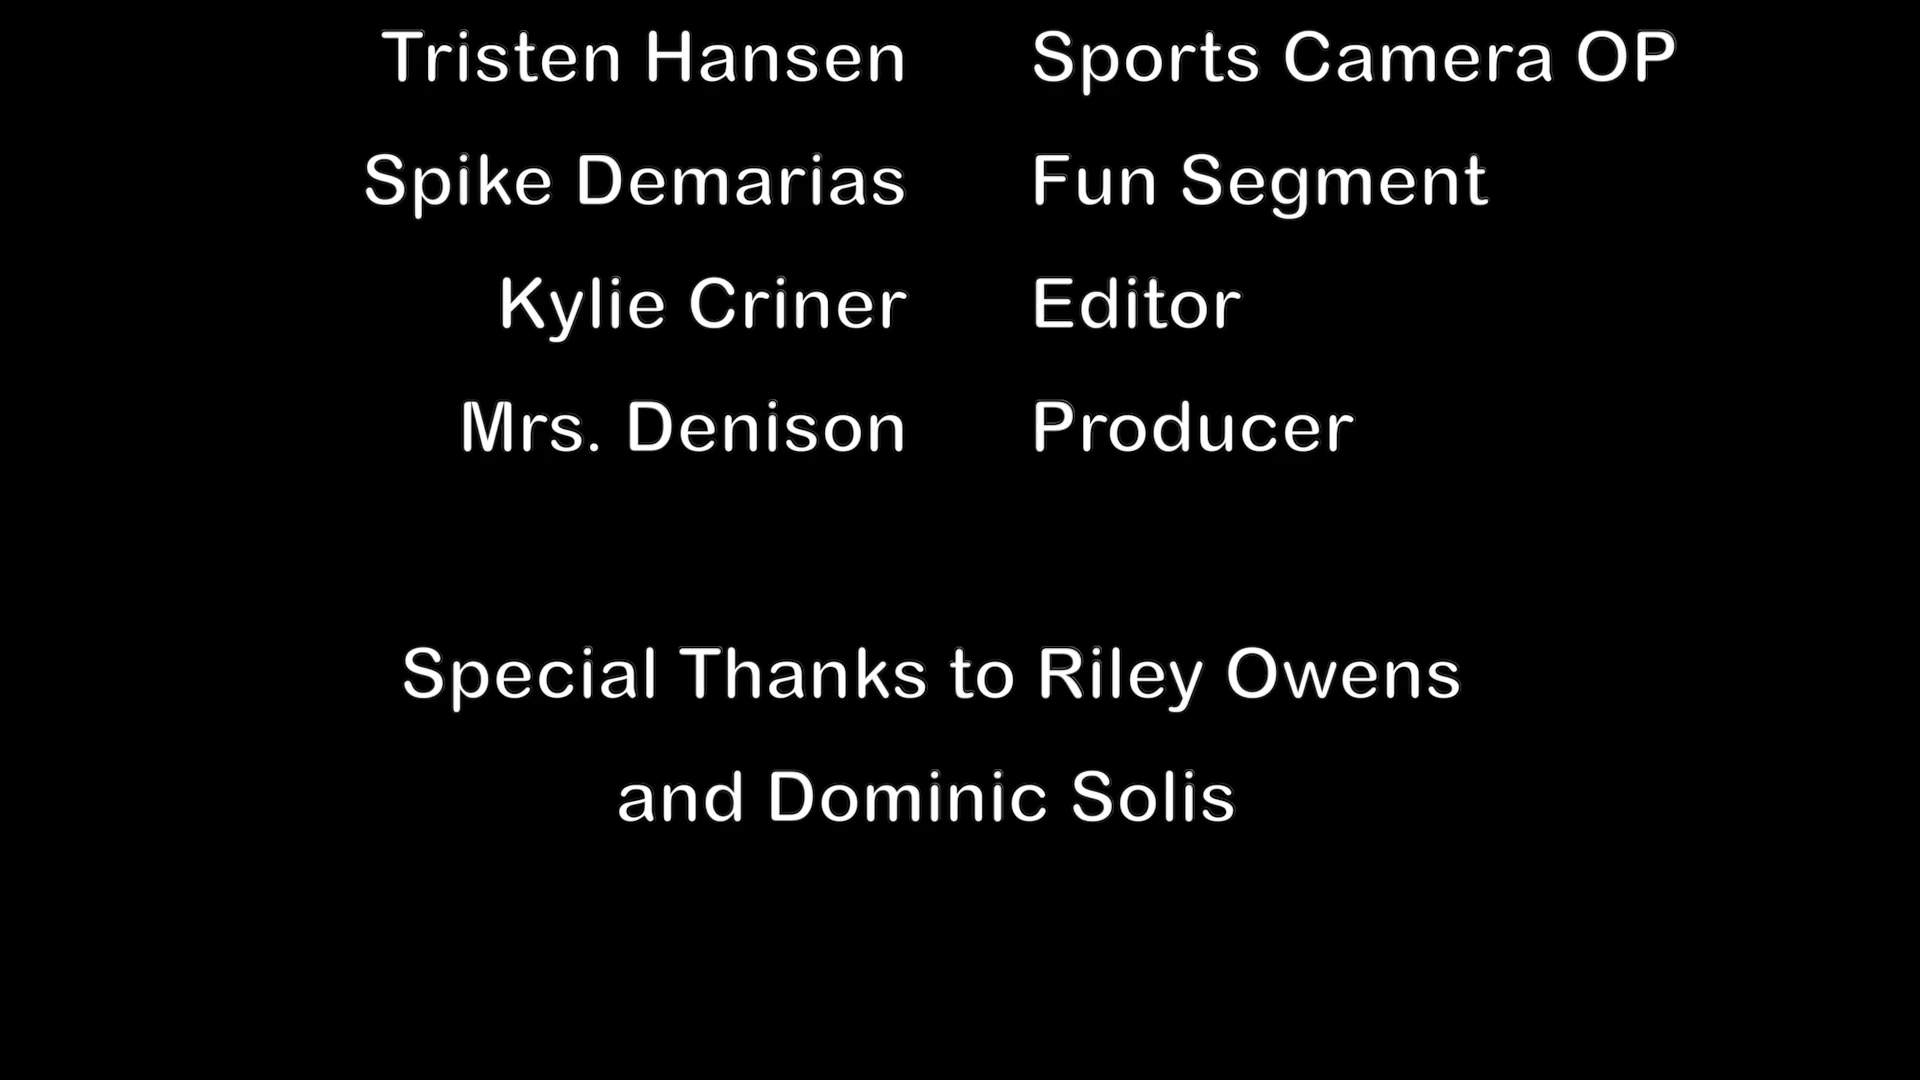 Tristen Hansen Sports Camera OP
Spike Demarias Fun Segment
Kylie Criner Editor
Mrs. Denison Producer
Special Thanks to Riley Owens
and Dominic Solis